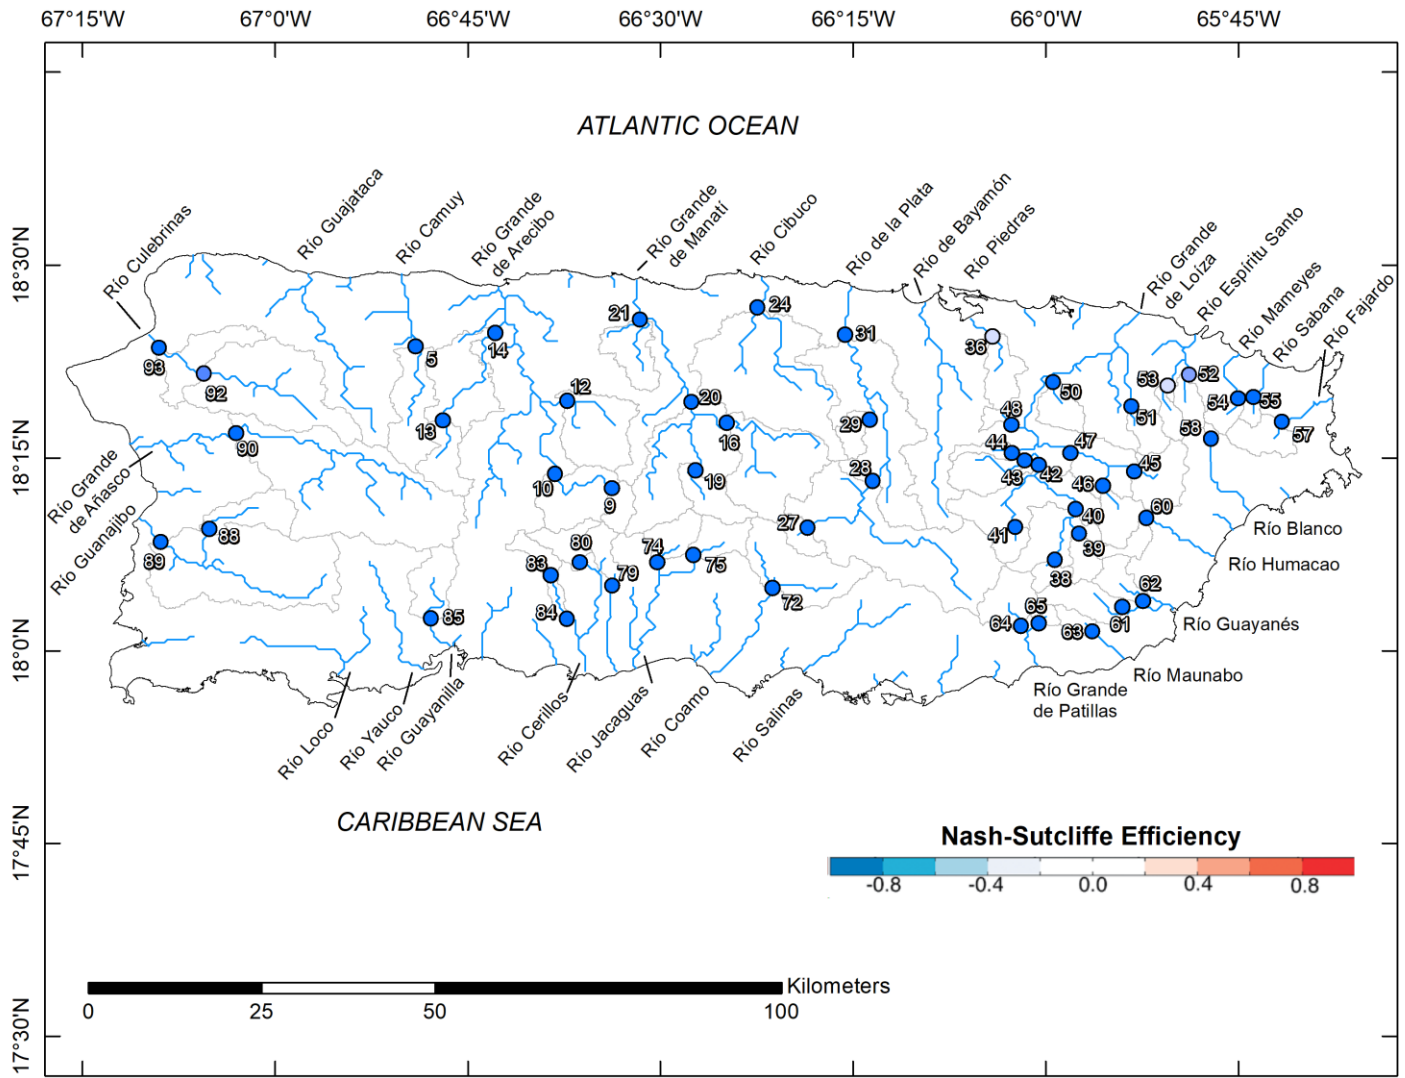 67°15'W
67°0'W
66°45'W
66°30'W
66°15'W
66°0'W
65°45'W
ATLANTIC OCEAN
18°30'N
18°15'N
18°0'N
17°45'N
17°30'N
Río Culebrinas
Río Guajataca
Río Camuy
Río Grande
de Arecibo
Río Grande
de Manatí
Río Cibuco
Río de la Plata
Río de Bayamón
Río Piedras
Río Grande
de Loíza
Río Espíritu Santo
Río Mameyes
Río Sabana
Río Fajardo
21
24
31
36
93
5
14
92
12
20
50
53
52
54
55
13
16
29
48
51
58
57
90
44
47
28
43
42
46
45
10
9
19
Río Grande
de Añasco
Río Guanajibo
88
89
27
41
40
39
60
Río Blanco
83
80
79
74
75
38
Río Humacao
72
62
61
85
84
64
65
63
Río Guayanés
Río Maunabo
Río Grande
de Patillas
Río Loco
Río Yauco
Río Guayanilla
Río Cerillos
Río Jacaguas
Río Coamo
Río Salinas
CARIBBEAN SEA
Nash-Sutcliffe Efficiency
-0.8 -0.4 0.0 0.4 0.8
Kilometers
0 25 50 100